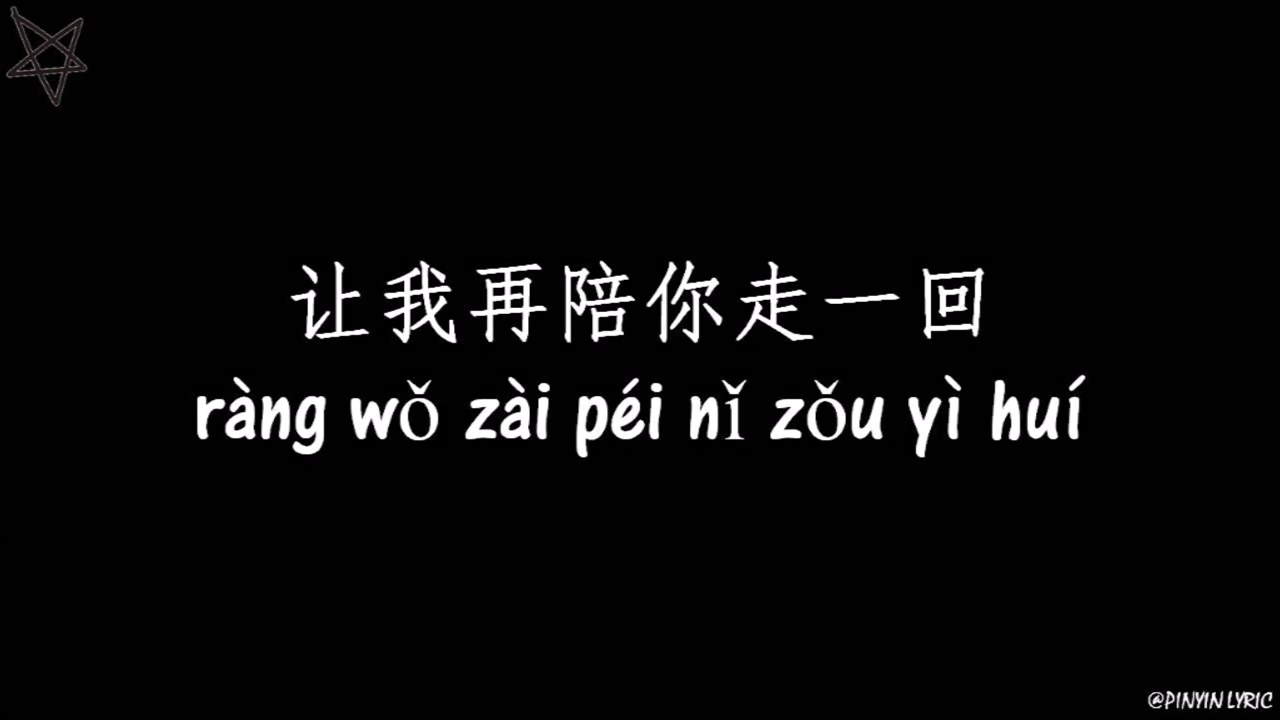 让我再陪你走一回
ràng wǒ zài péi nǐ zǒu yì huí
@PINYIN LYRIC